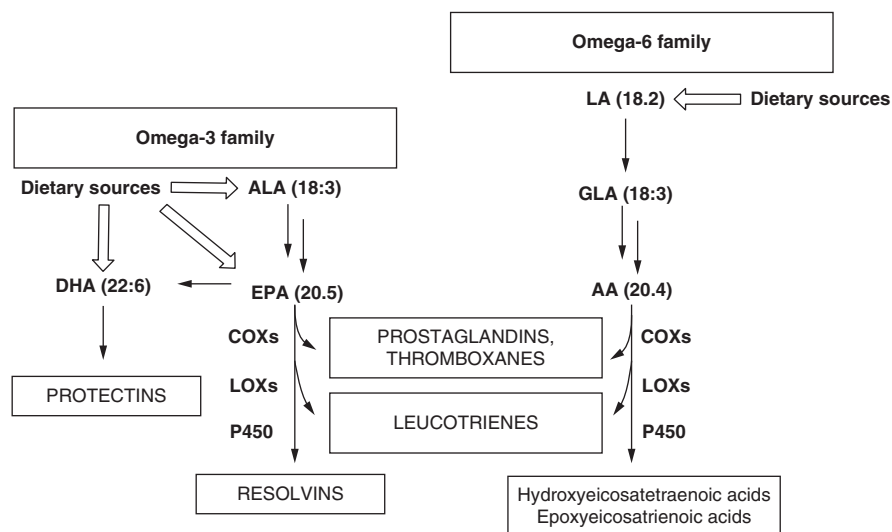 Omega-6 family
LA (18.2)
Dietary sources
Omega-3 family
Dietary sources
ALA (18:3)
GLA (18:3)
DHA (22:6)
EPA (20.5)
AA (20.4)
COXs
PROSTAGLANDINS,
THROMBOXANES
COXs
PROTECTINS
LOXs
LEUCOTRIENES
LOXs
P450
P450
RESOLVINS
Hydroxyeicosatetraenoic acids
Epoxyeicosatrienoic acids